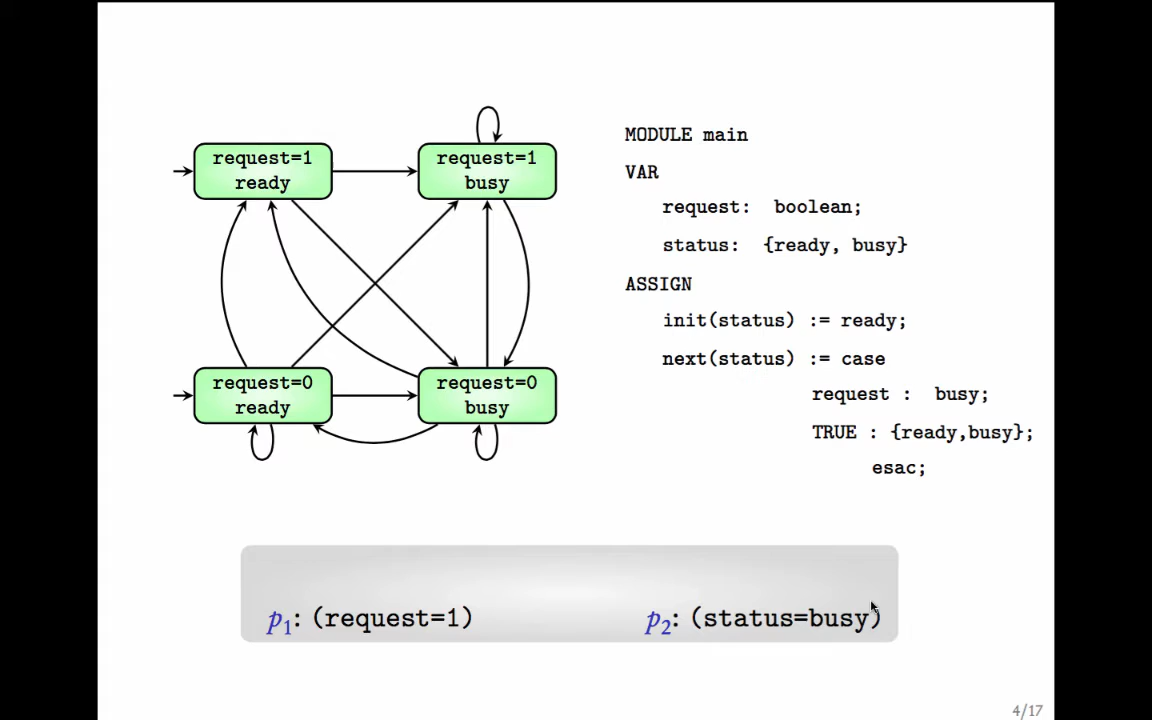 request=1
ready
request=1
busy
request=0
ready
request=0
busy
MODULE main
VAR
request: boolean;
status: {ready, busy}
ASSIGN
init(status) := ready;
next(status) := case
request : busy;
TRUE : {ready,busy};
esac;
p1: (request=1)
p2: (status=busy)
4/17